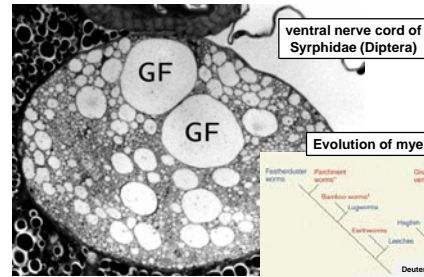 ventral nerve cord of
Syrphidae (Diptera)
GF
GF
Evolution of mye
Featherduster
worms
Parchment
worms*
Bamboo worms*
Lugworms
Earthworms
Leeches
Hagfish
Deuter